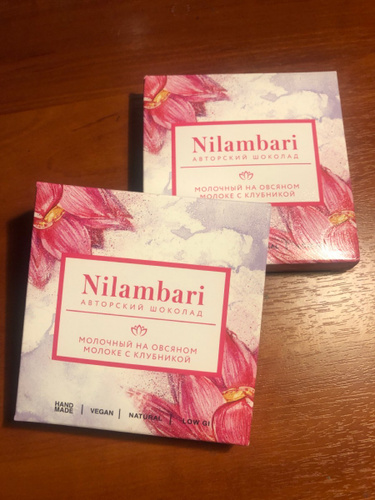 Nilambari
АВТОРСКИЙ ШОКОЛАД
МОЛОЧНЫЙ НА ОВСЯНОМ
МОЛОКЕ С КЛУБНИКОЙ
Nilambari
АВТОРСКИЙ ШОКОЛАД
МОЛОЧНЫЙ НА ОВСЯНОМ
МОЛОКЕ С КЛУБНИКОЙ
HAND
MADE | VEGAN | NATURAL | LOW GI